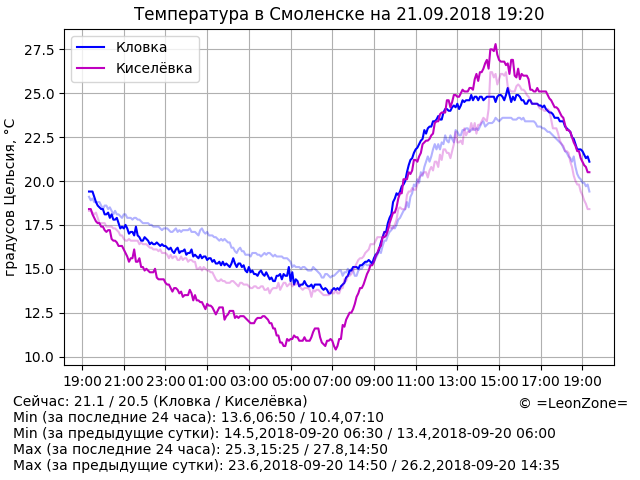 Температура в Смоленске на 21.09.2018 19:20
Кловка
Киселёвка
градусов Цельсия, °C
27.5
25.0
22.5
20.0
17.5
15.0
12.5
10.0
19:00 21:00 23:00 01:00 03:00 05:00 07:00 09:00 11:00 13:00 15:00 17:00 19:00
© =LeonZone=
Сейчас: 21.1 / 20.5 (Кловка / Киселёвка)
Min (за последние 24 часа): 13.6,06:50 / 10.4,07:10
Min (за предыдущие сутки): 14.5,2018-09-20 06:30 / 13.4,2018-09-20 06:00
Max (за последние 24 часа): 25.3,15:25 / 27.8,14:50
Max (за предыдущие сутки): 23.6,2018-09-20 14:50 / 26.2,2018-09-20 14:35